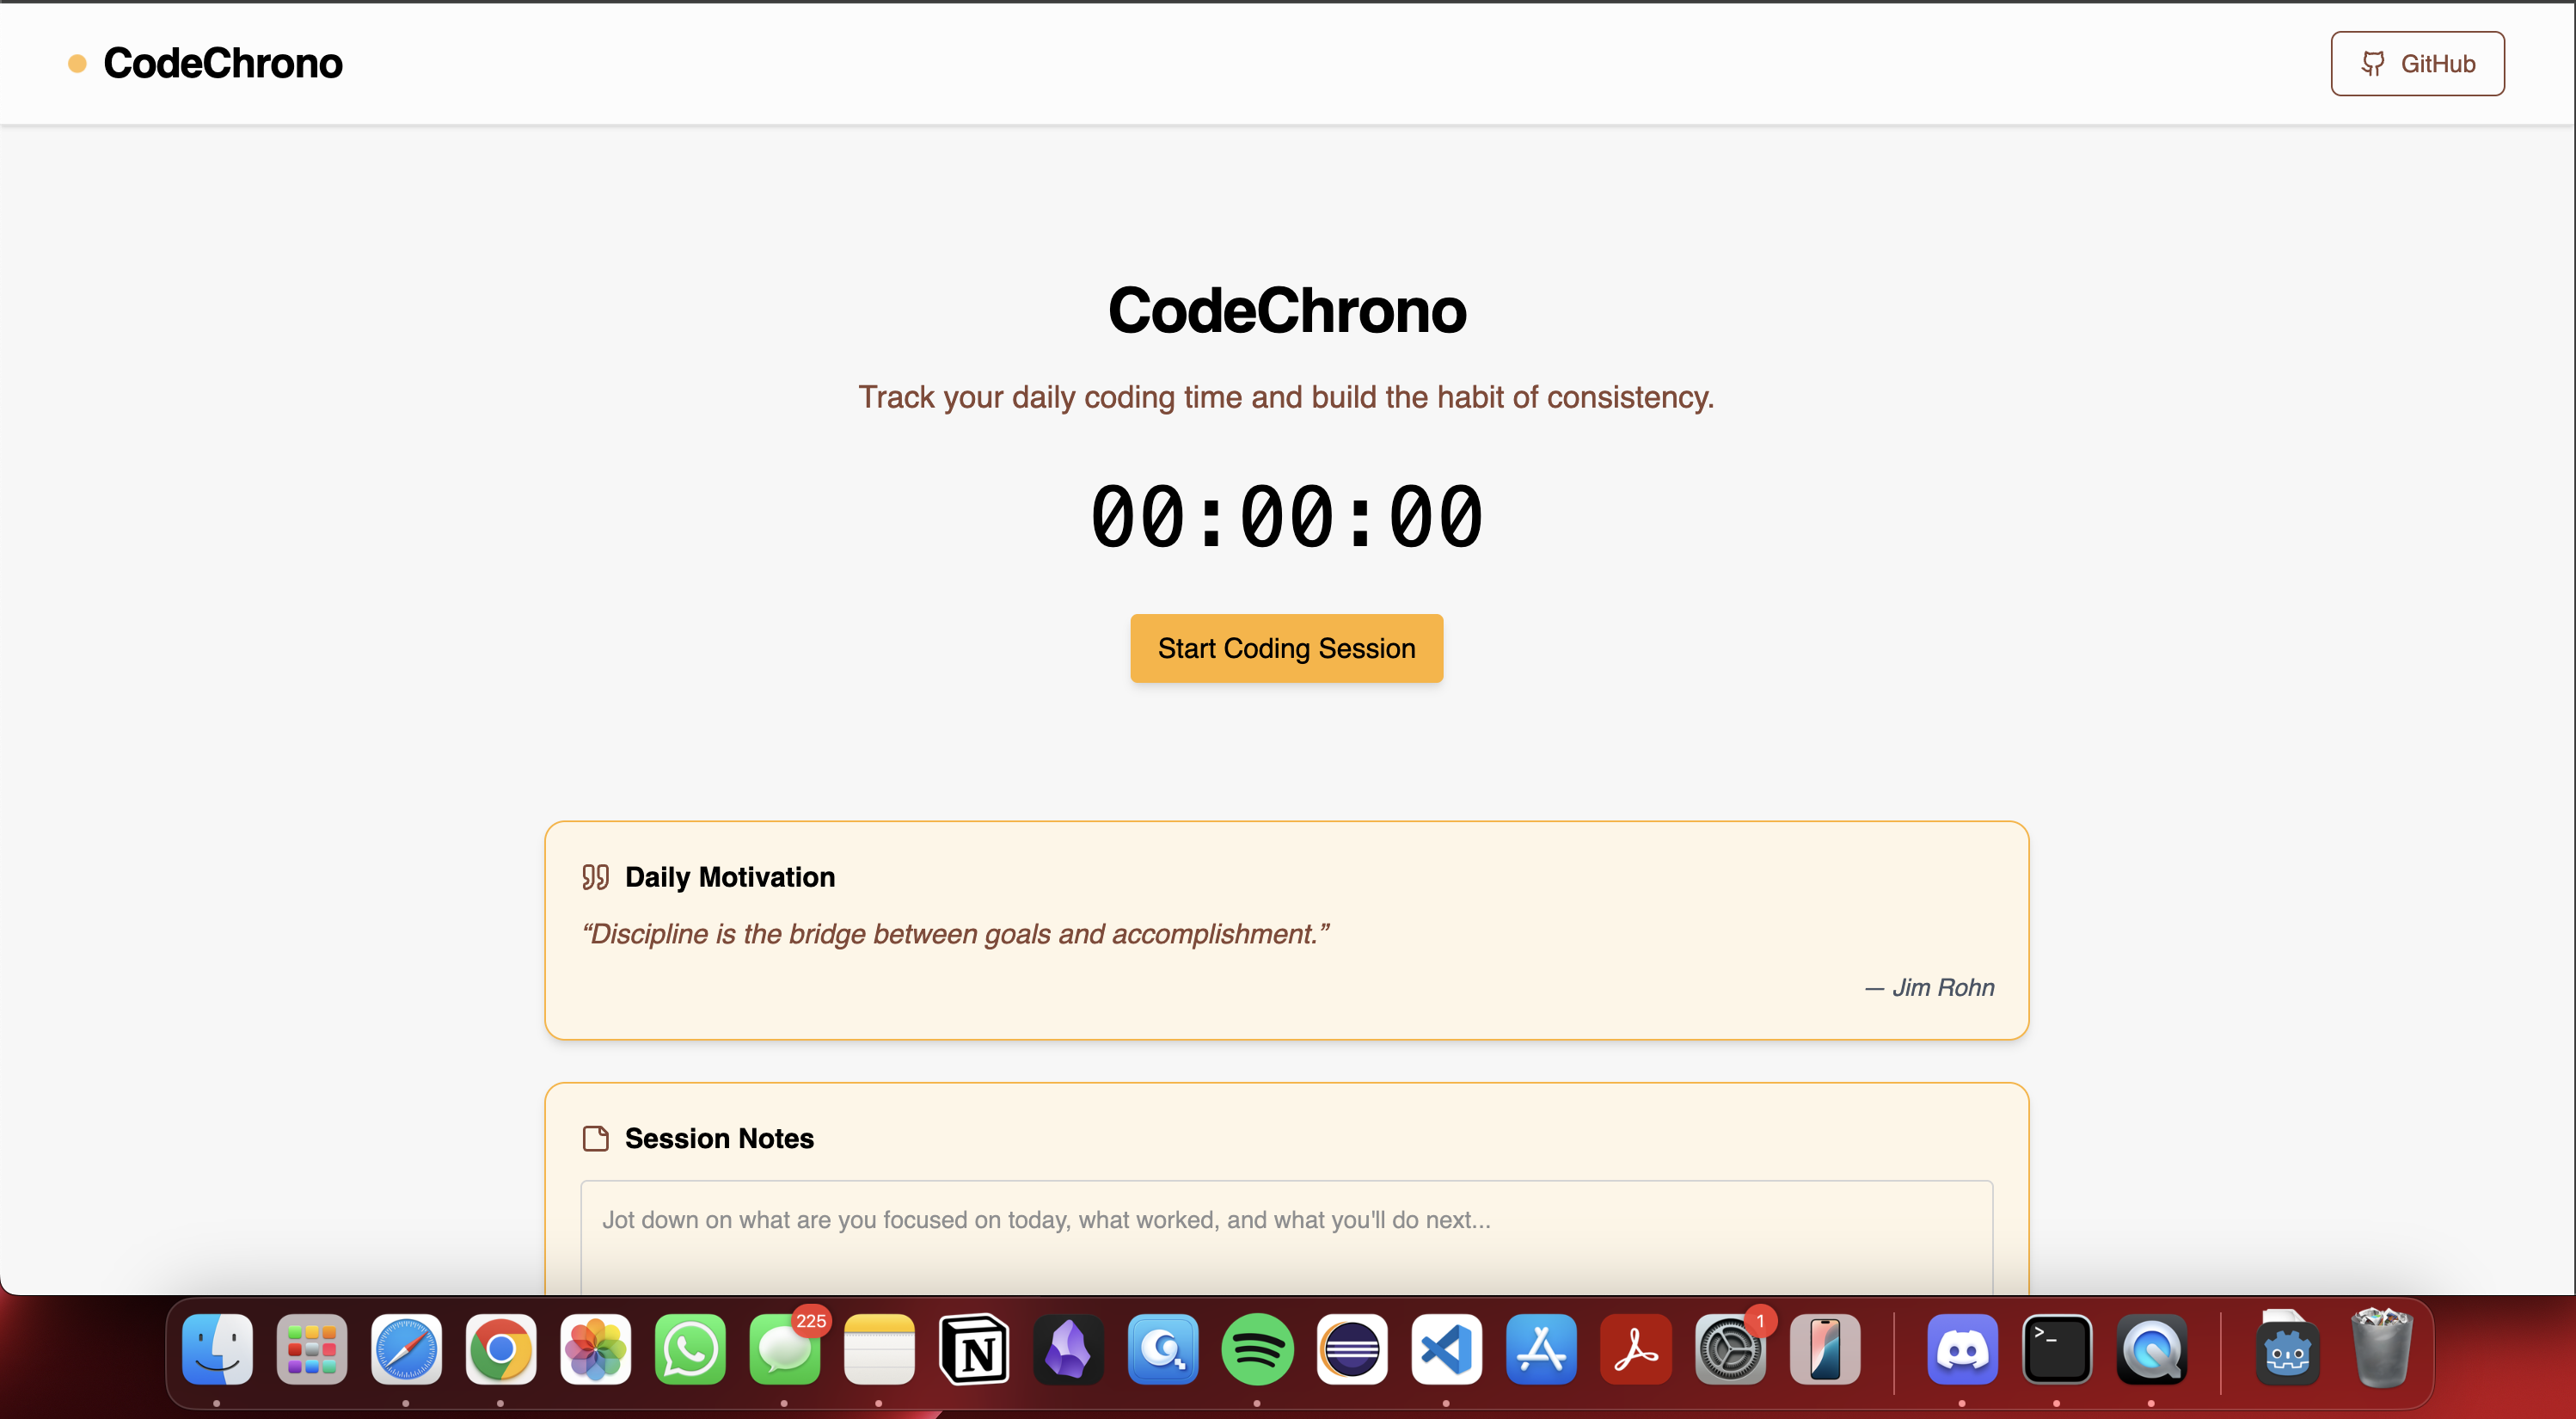 CodeChrono
GitHub
CodeChrono
Track your daily coding time and build the habit of consistency.
00:00:00
Start Coding Session
Daily Motivation
“Discipline is the bridge between goals and accomplishment.”
— Jim Rohn
Session Notes
Jot down on what are you focused on today, what worked, and what you'll do next...
225
N
1
>_